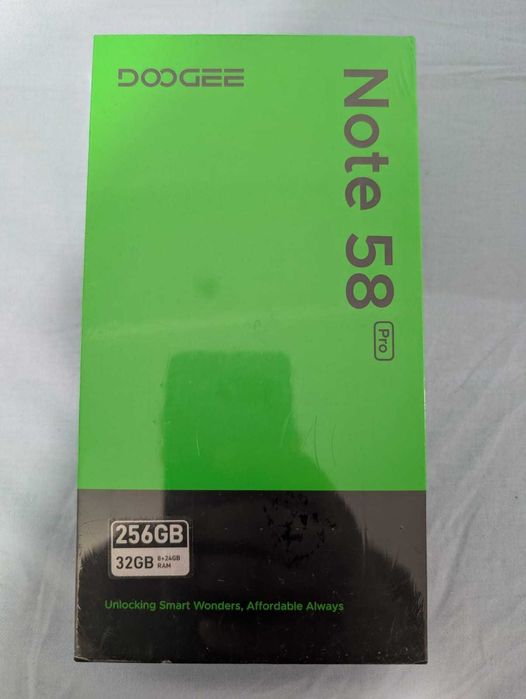 DOOGEE
Note 58 Pro
256GB
32GB 8+24GB RAM
Unlocking Smart Wonders, Affordable Always